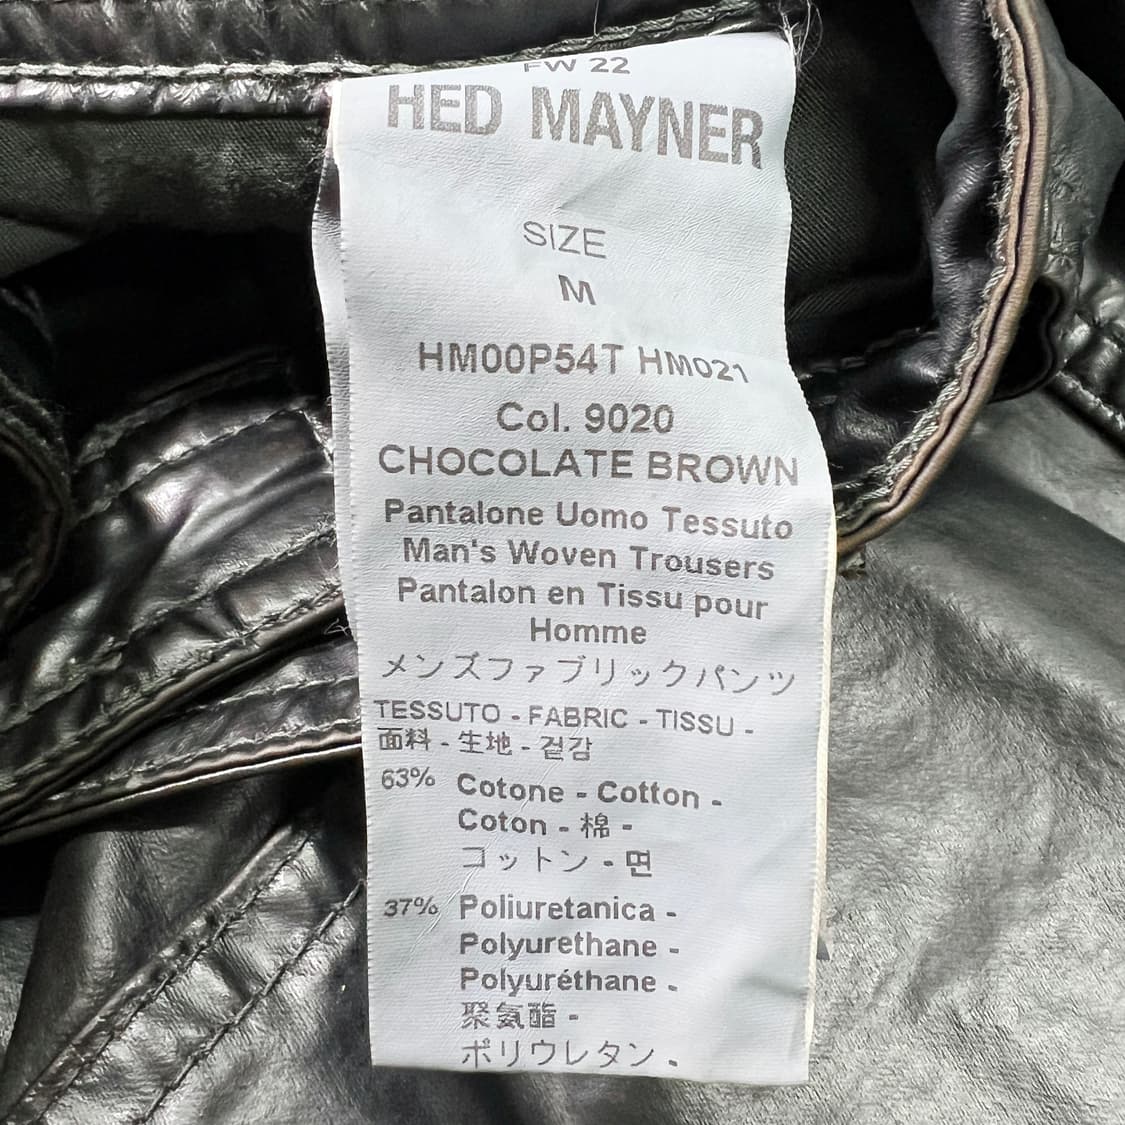 FW 22
HED MAYNER
SIZE
M
HM00P54T HM021
Col. 9020
CHOCOLATE BROWN
Pantalone Uomo Tessuto
Man's Woven Trousers
Pantalon en Tissu pour
Homme
メンズファブリックパンツ
TESSUTO - FABRIC - TISSU -
面料 - 生地 - 겉감
63% Cotone - Cotton -
Coton - 棉 -
コットン - 면
37% Poliuretanica -
Polyurethane -
Polyuréthane -
聚氨酯 -
ポリウレタン -